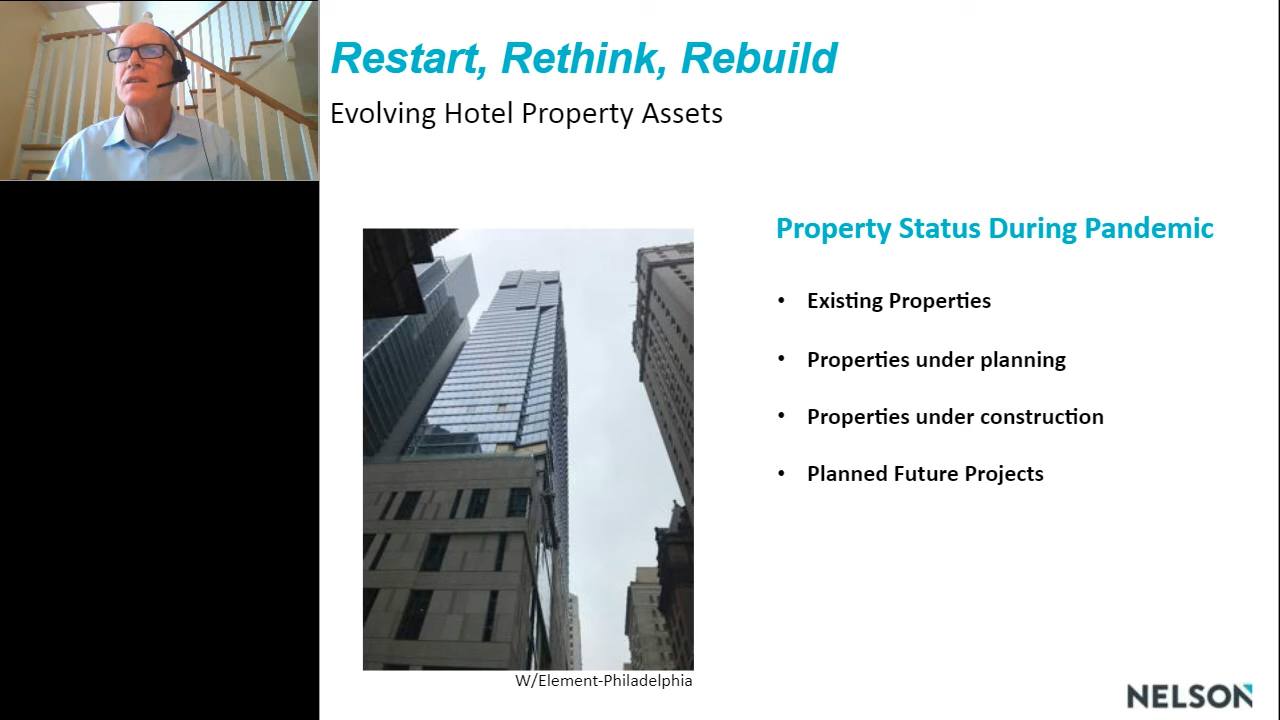 Restart, Rethink, Rebuild
Evolving Hotel Property Assets
Property Status During Pandemic
• Existing Properties
• Properties under planning
• Properties under construction
• Planned Future Projects
W/Element-Philadelphia
NELSON